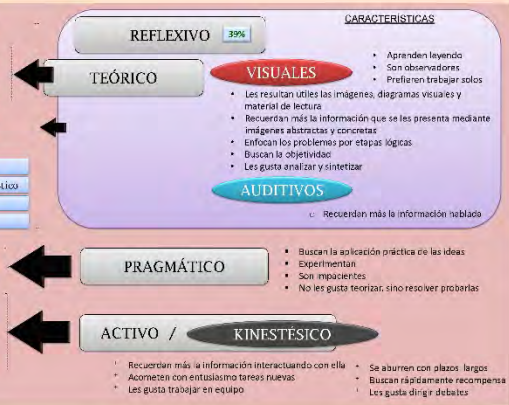 CARACTERÍSTICAS
REFLEXIVO 39%
Aprenden leyendo
Son observadores
Prefieren trabajar solos
TEÓRICO
VISUALES
Les resultan útiles las imágenes, diagramas visuales y
material de lectura
Recuerdan más la información que se les presenta mediante
imágenes abstractas y concretas
Enfocan los problemas por etapas lógicas
Buscan la objetividad
Les gusta analizar y sintetizar
AUDITIVOS
Recuerdan más la información hablada
PRAGMÁTICO
Buscan la aplicación práctica de las ideas
Experimentan
Son impacientes
No les gusta teorizar, sino resolver probarlas
ACTIVO / KINESTÉSICO
Recuerdan más la información interactuando con ella
Acometen con entusiasmo tareas nuevas
Les gusta trabajar en equipo
Se aburren con plazos largos
Buscan rápidamente recompensa
Les gusta dirigir debates